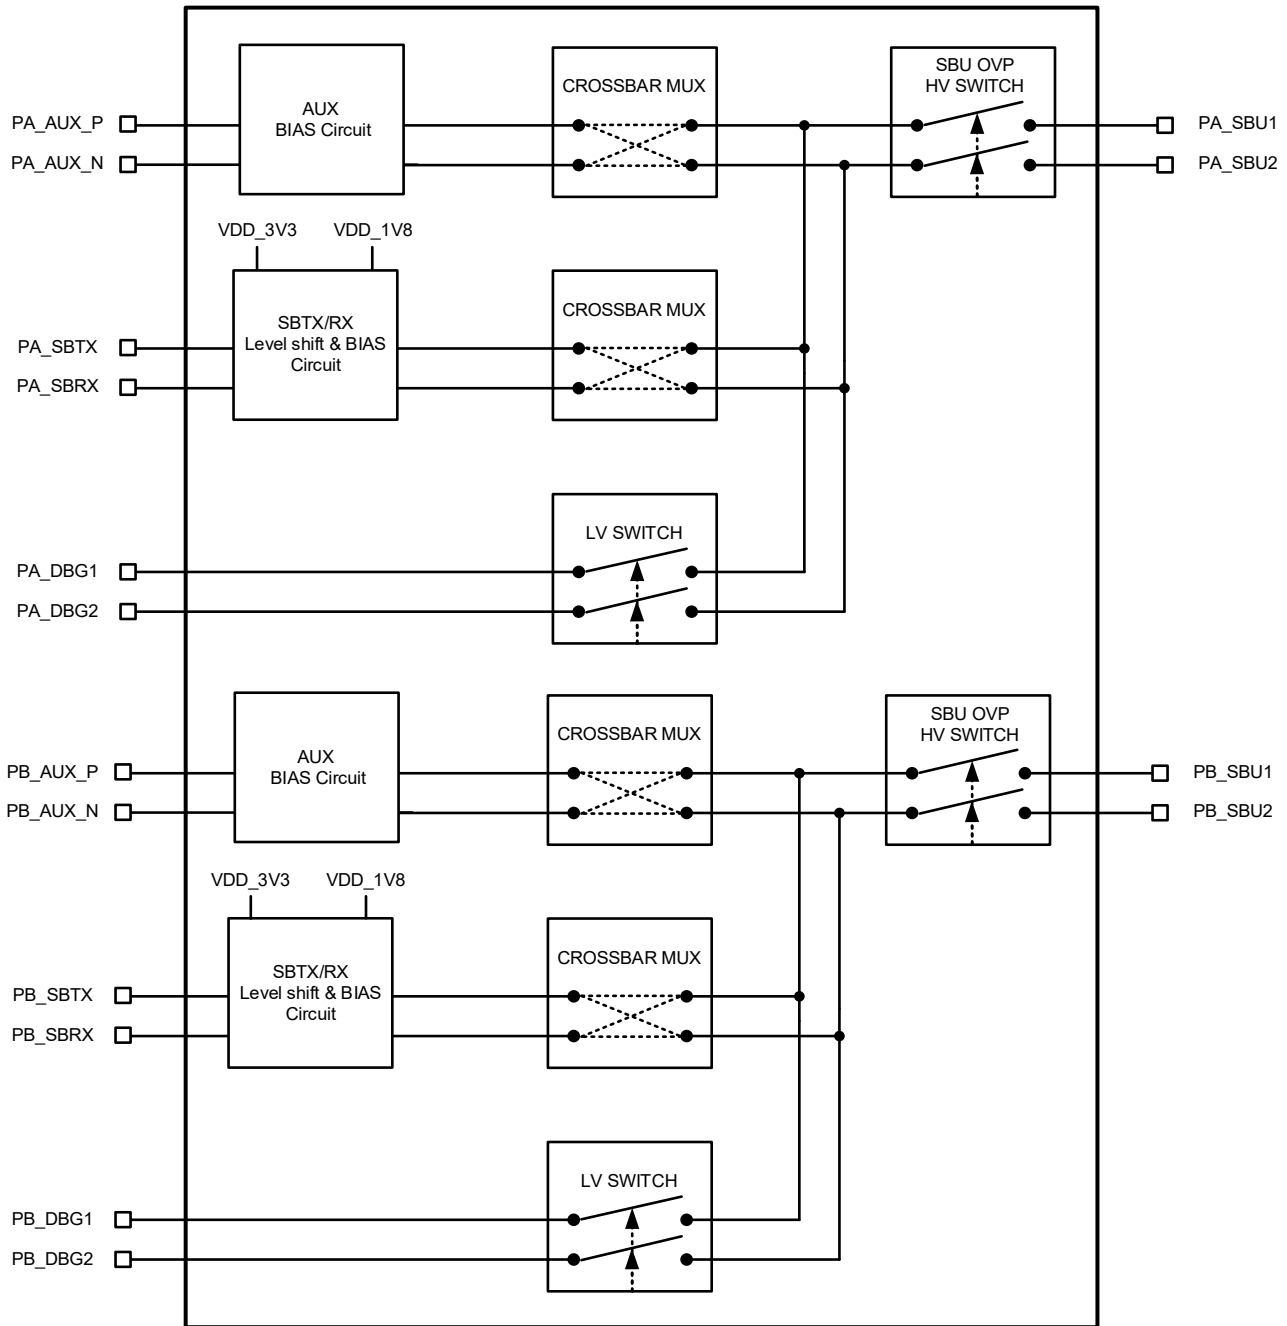 AUX
BIAS Circuit
CROSSBAR MUX
SBU OVP
HV SWITCH
PA_AUX_P
PA_AUX_N
PA_SBU1
PA_SBU2
VDD_3V3
VDD_1V8
SBTX/RX
Level shift & BIAS
Circuit
CROSSBAR MUX
PA_SBTX
PA_SBRX
LV SWITCH
PA_DBG1
PA_DBG2
AUX
BIAS Circuit
CROSSBAR MUX
SBU OVP
HV SWITCH
PB_AUX_P
PB_AUX_N
PB_SBU1
PB_SBU2
VDD_3V3
VDD_1V8
SBTX/RX
Level shift & BIAS
Circuit
CROSSBAR MUX
PB_SBTX
PB_SBRX
LV SWITCH
PB_DBG1
PB_DBG2